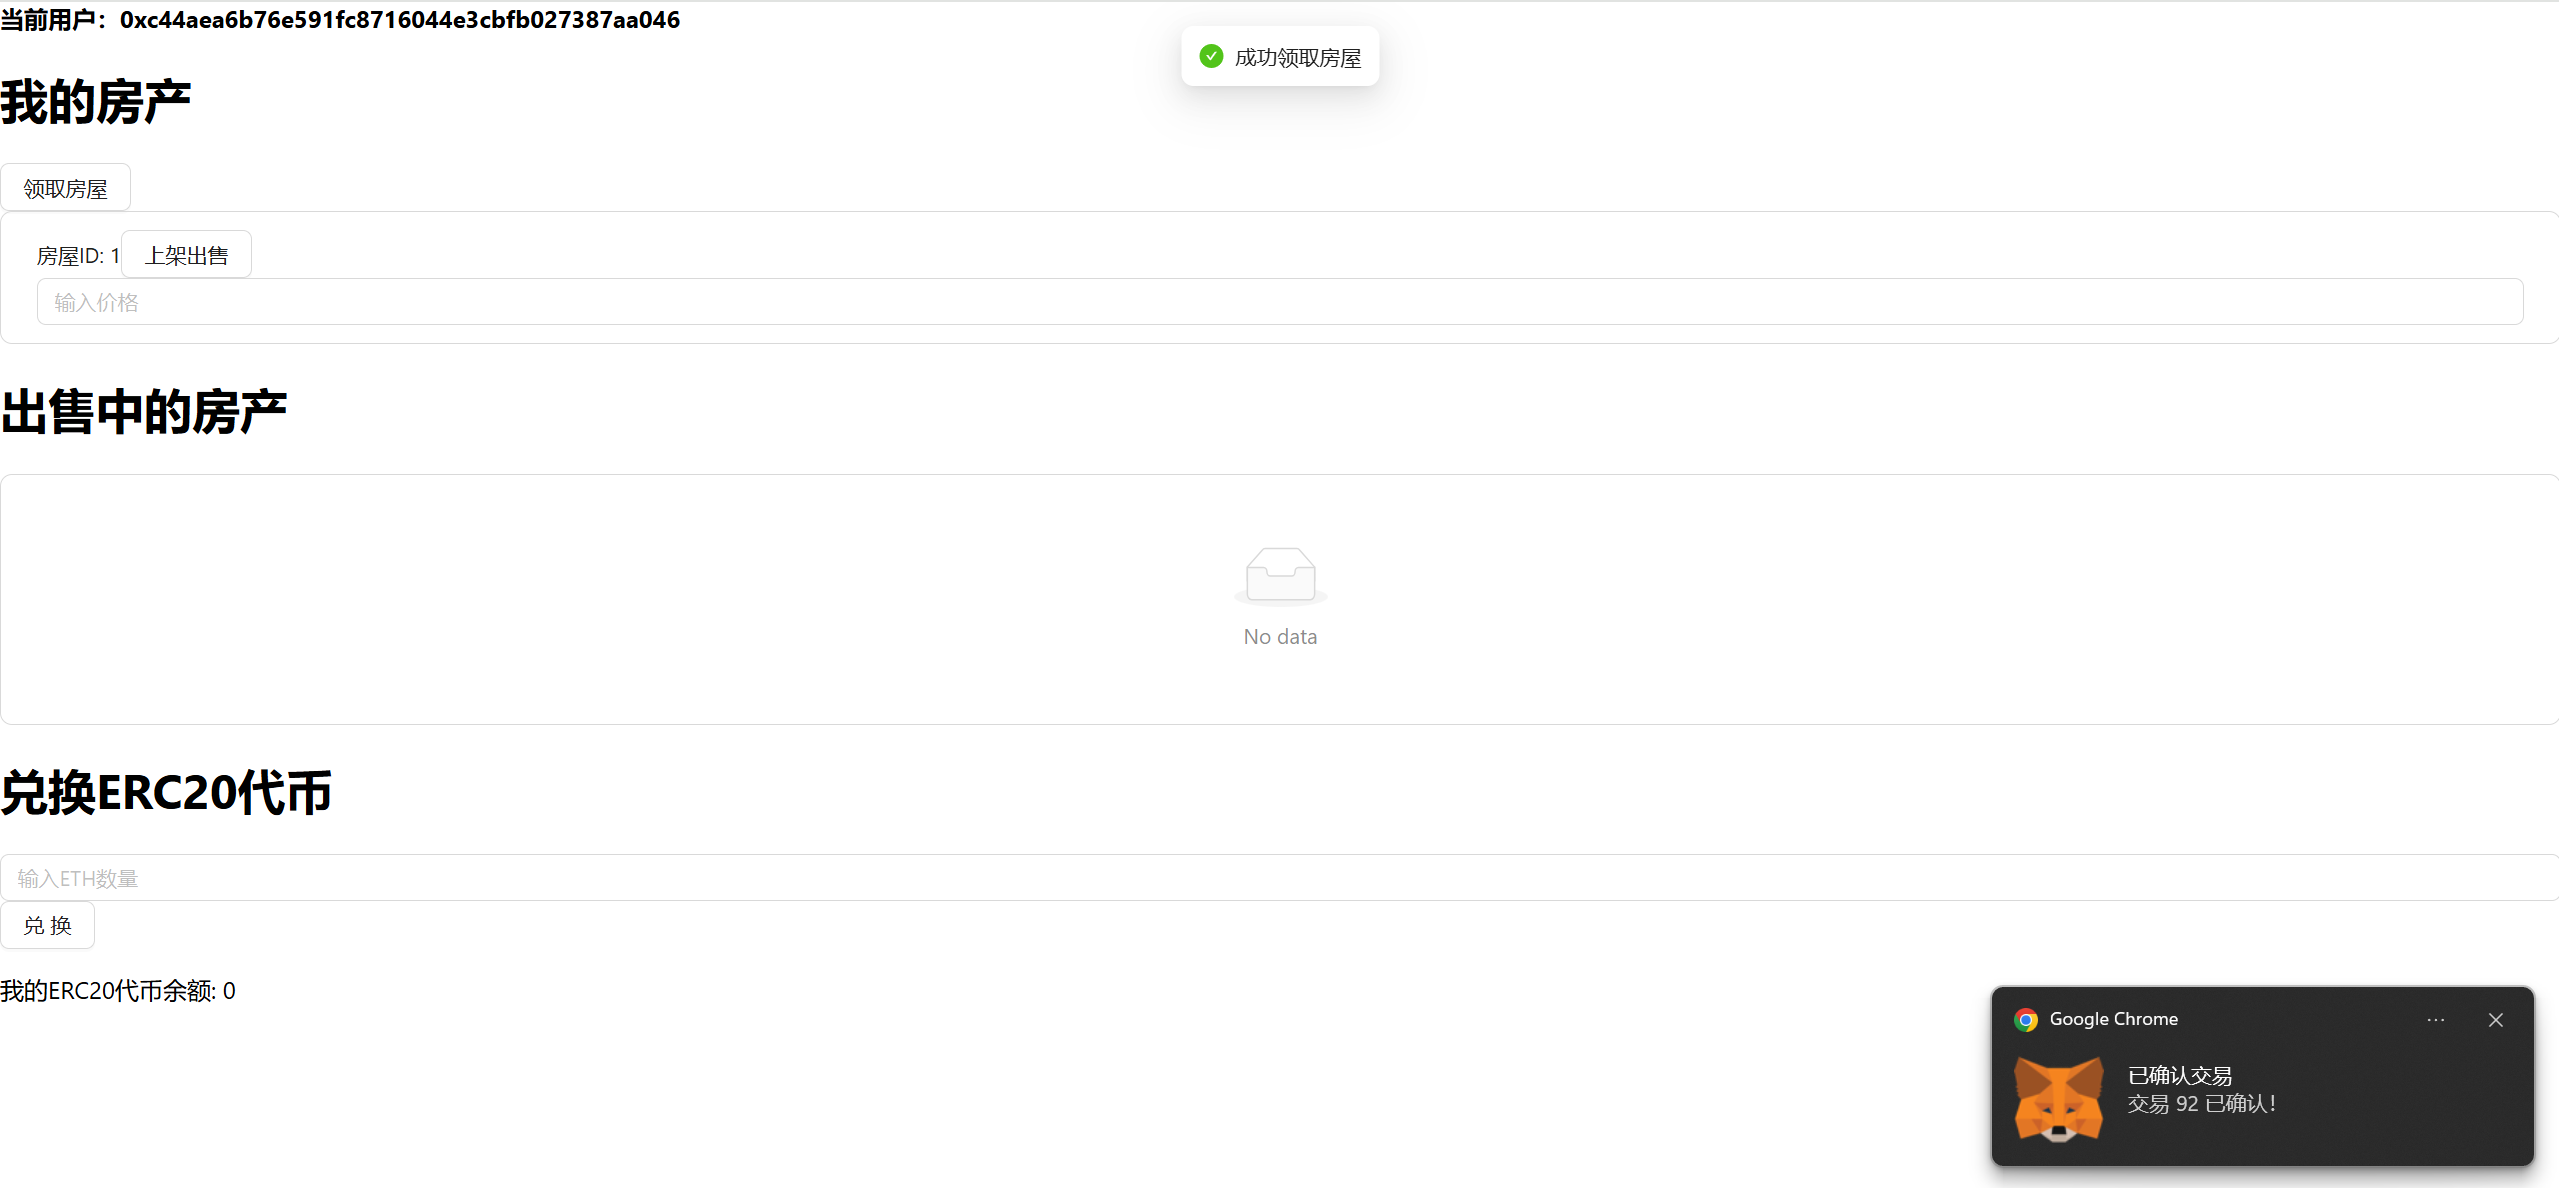 当前用户：0xc44aea6b76e591fc8716044e3cbfb027387aa046
成功领取房屋
我的房产
领取房屋
房屋ID: 1 上架出售
输入价格
出售中的房产
No data
兑换ERC20代币
输入ETH数量
兑 换
我的ERC20代币余额: 0
Google Chrome
已确认交易
交易 92 已确认！